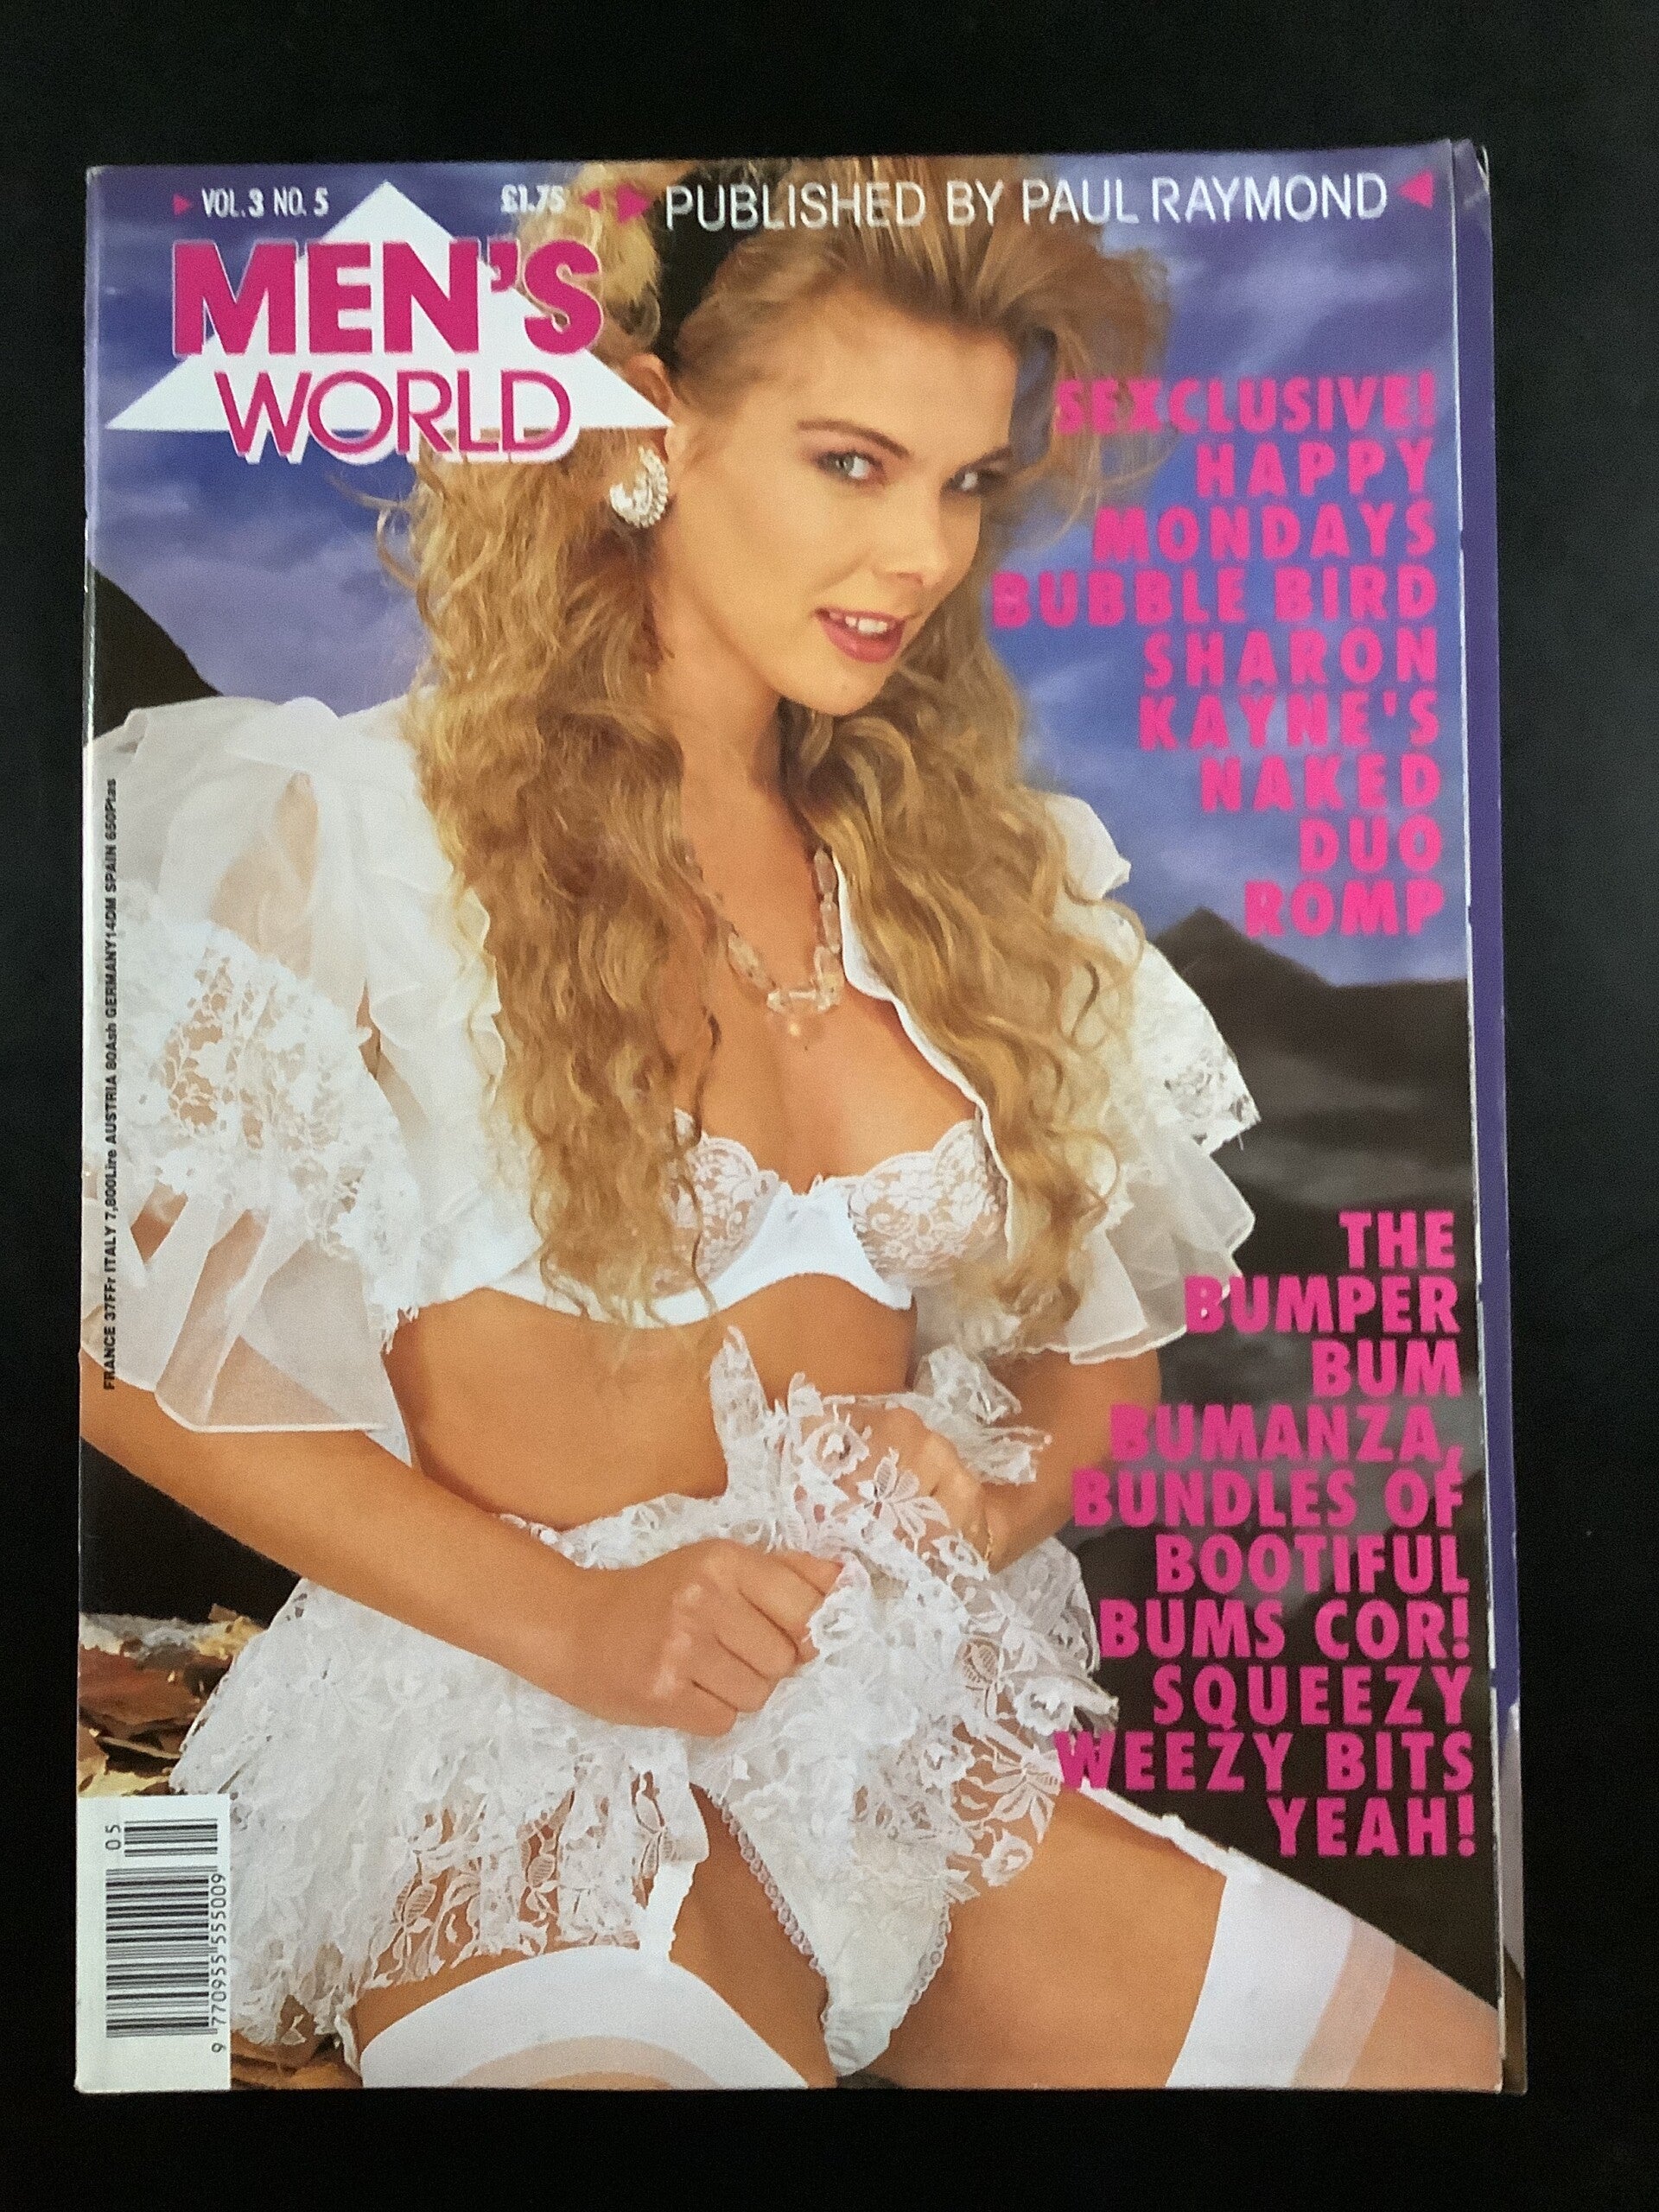 VOL.3 NO. 5
£1.75
PUBLISHED BY PAUL RAYMOND
MEN'S
WORLD
SEXCLUSIVE!
HAPPY
MONDAYS
BUBBLE BIRD
SHARON
KAYNE'S
NAKED
DUO
ROMP
FRANCE 37FFr ITALY 7,800Lire AUSTRIA 80Ash GERMANY14DM SPAIN 650Ptas
THE
BUMPER
BUM
BUMANZA,
BUNDLES OF
BOOTIFUL
BUMS COR!
SQUEEZY
WEEZY BITS
YEAH!
05
9 770955 555009